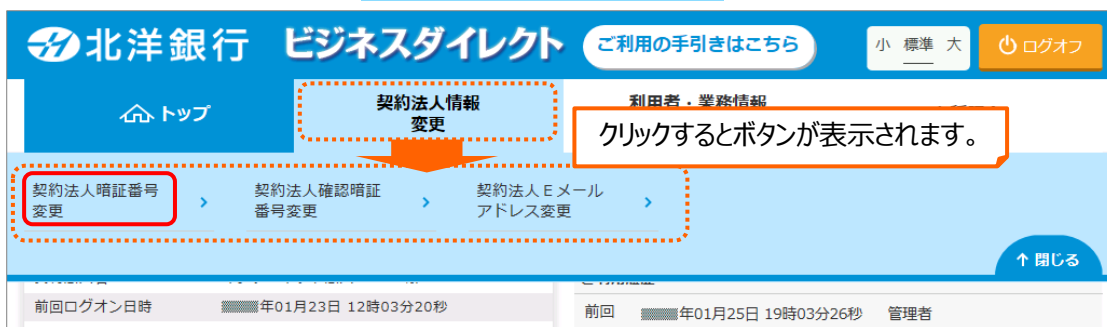 北洋銀行 ビジネスダイレクト ご利用の手引きはこちら 小 標準 大 ログオフ
トップ
契約法人情報
変更
利用者・業務情報
クリックするとボタンが表示されます。
契約法人暗証番号
変更
契約法人確認暗証
番号変更
契約法人Eメール
アドレス変更
↑ 閉じる
前回ログオン日時 年01月23日 12時03分20秒
前回 年01月25日 19時03分26秒 管理者